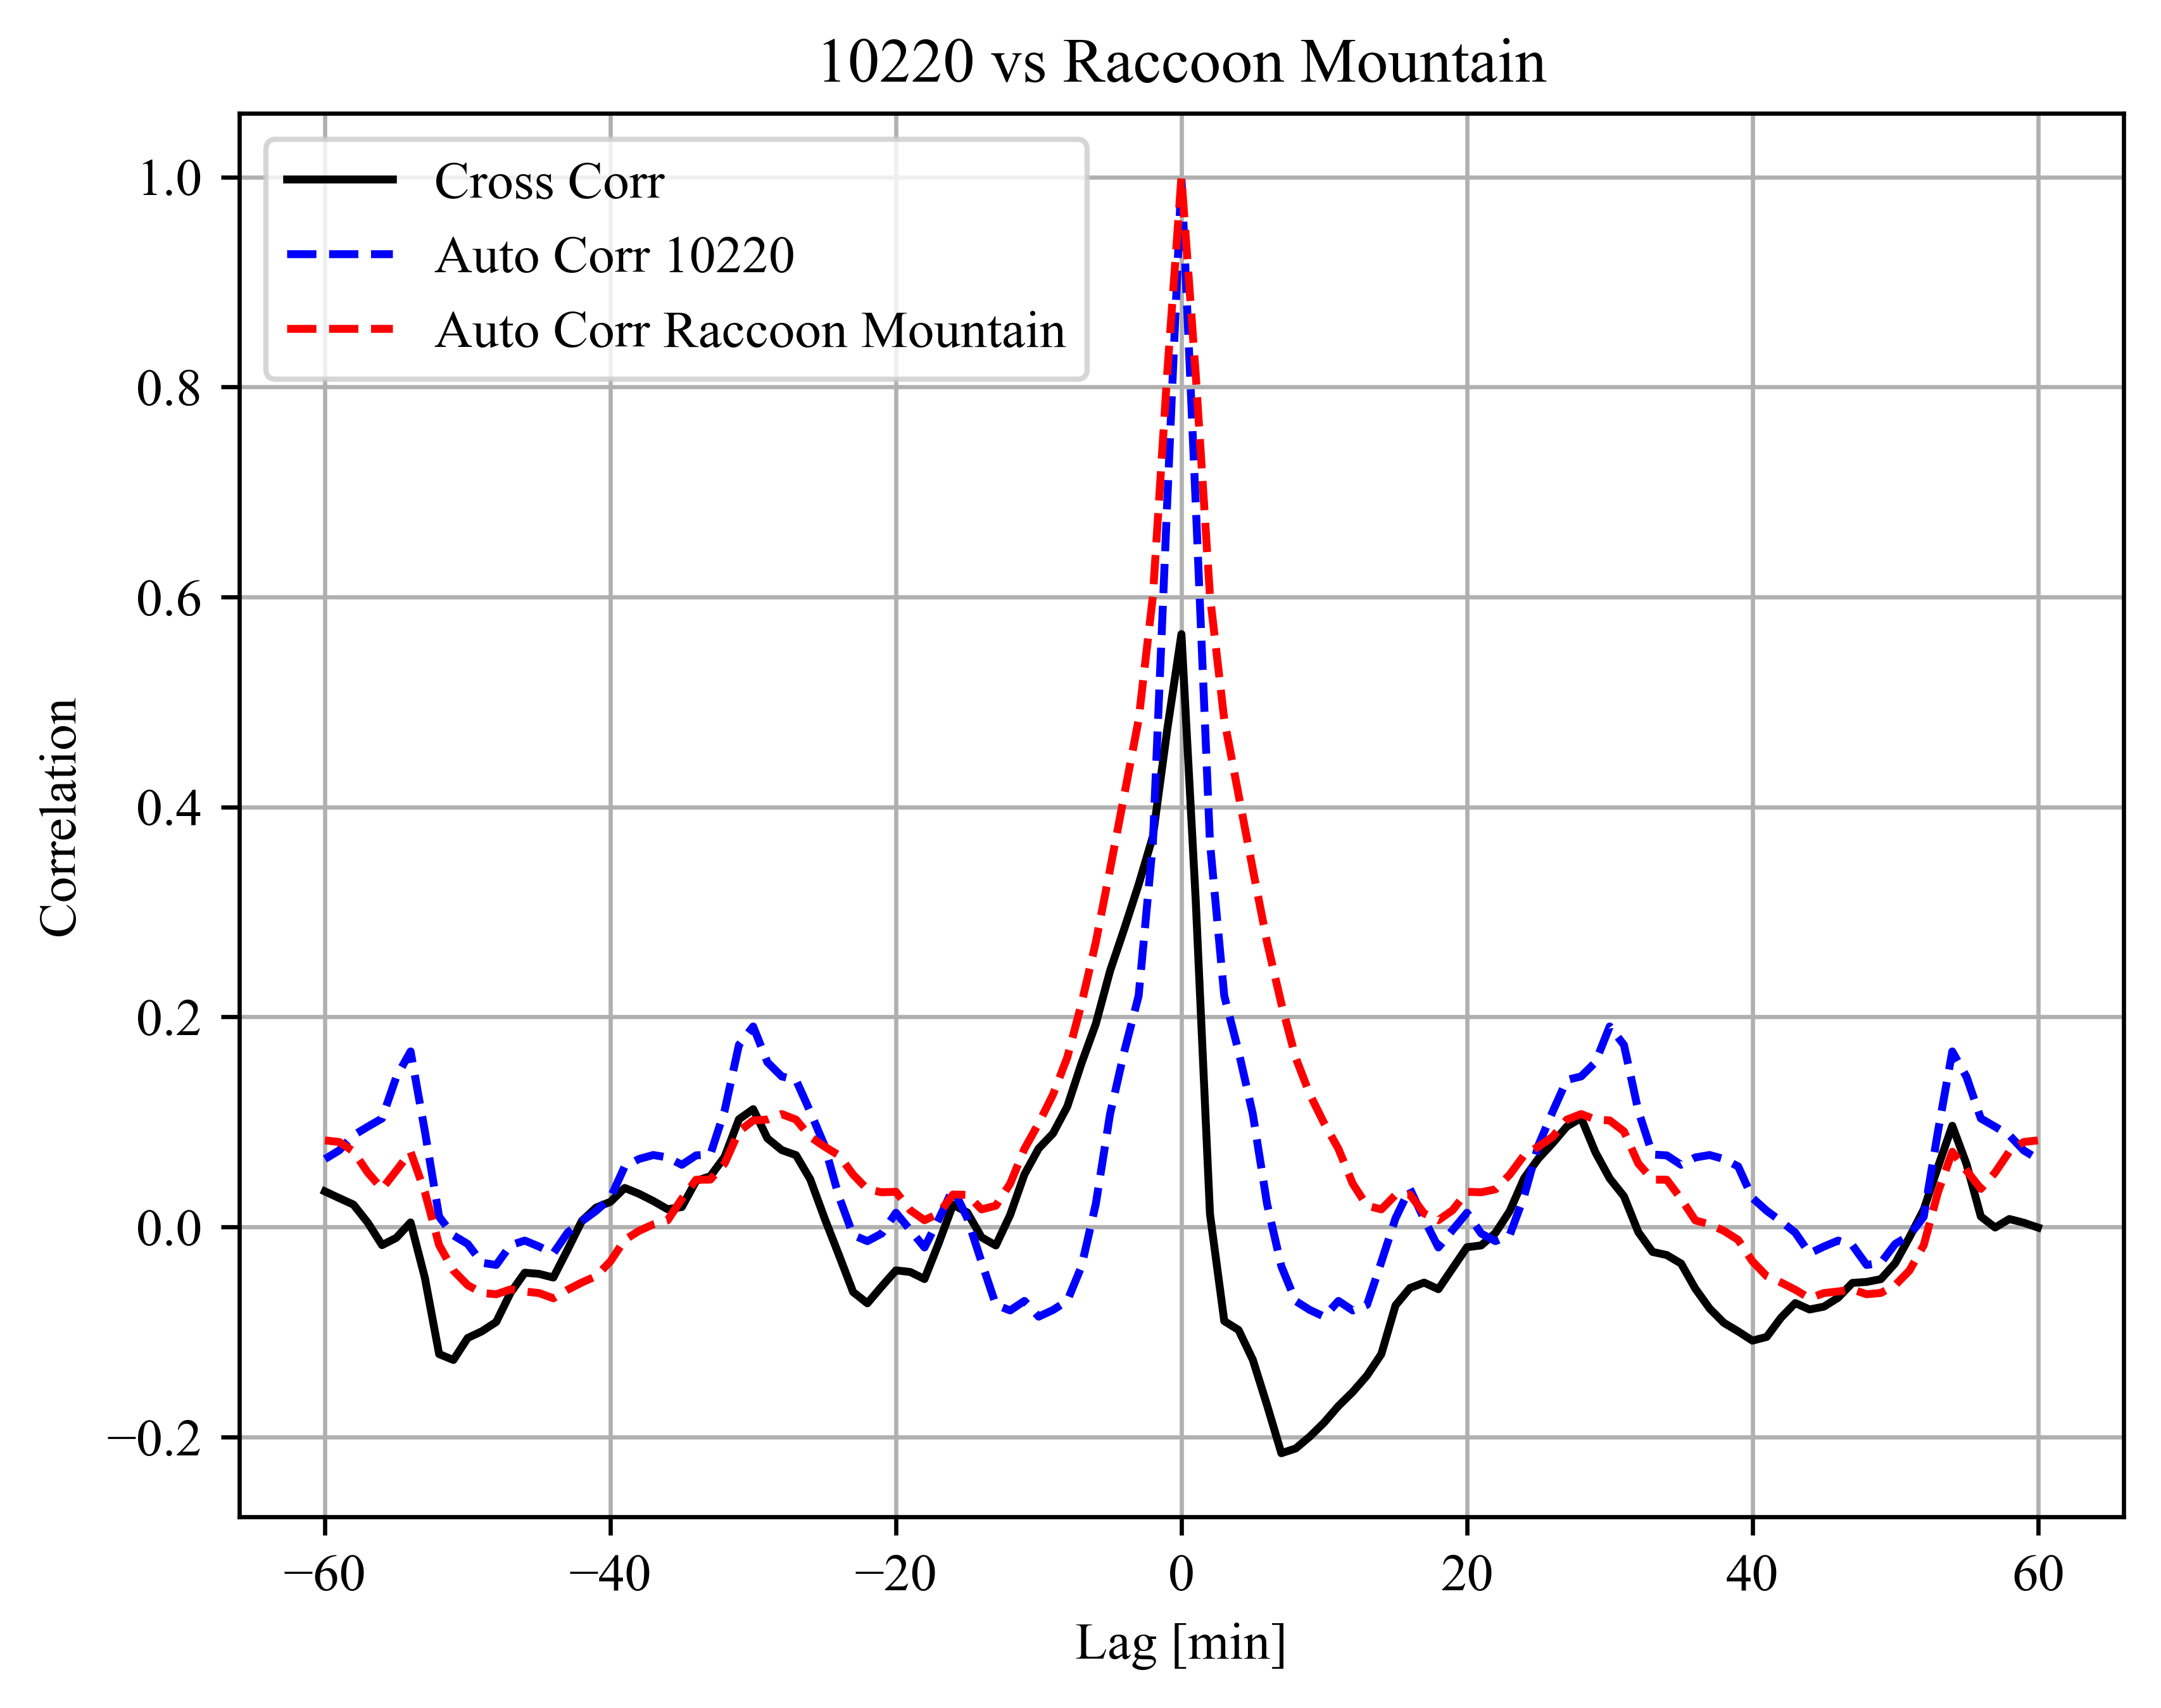 10220 vs Raccoon Mountain
Cross Corr
Auto Corr 10220
Auto Corr Raccoon Mountain
1.0
0.8
0.6
0.4
0.2
0.0
−0.2
Correlation
−60 −40 −20 0 20 40 60
Lag [min]